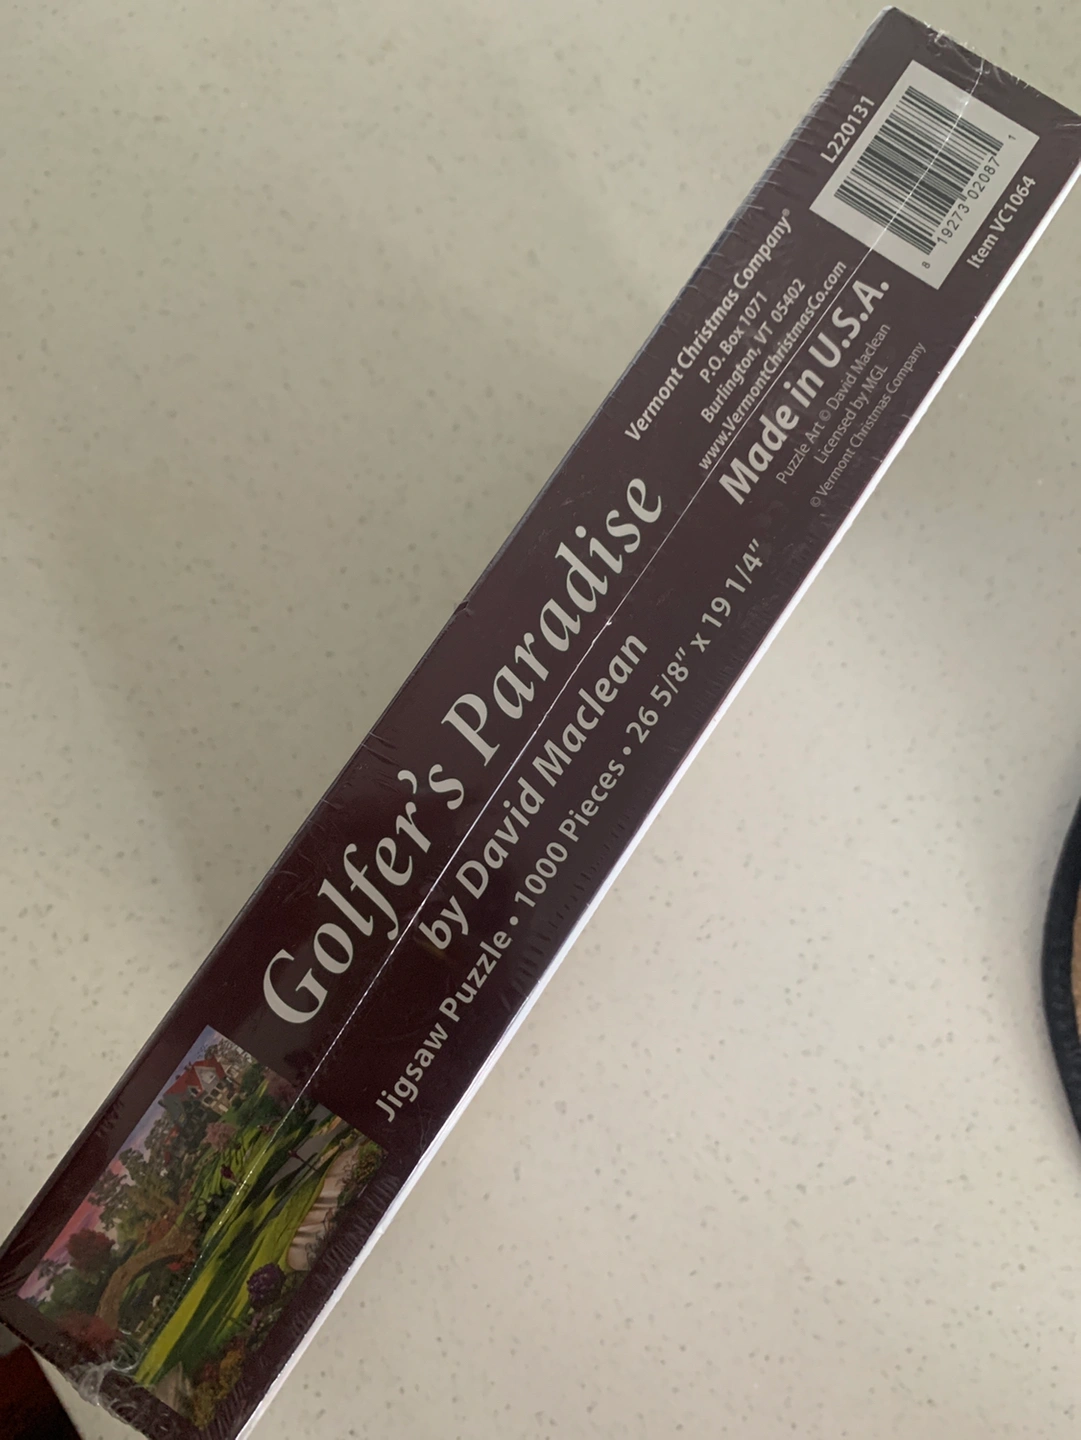 Golfer's Paradise
by David Maclean
Jigsaw Puzzle • 1000 Pieces • 26 5/8" x 19 1/4"
Vermont Christmas Company®
P.O. Box 1071
Burlington, VT 05402
www.VermontChristmasCo.com
Made in U.S.A.
Puzzle Art © David Maclean
Licensed by MGL
© Vermont Christmas Company
L220131
8 19273 02087 1
Item VC1064